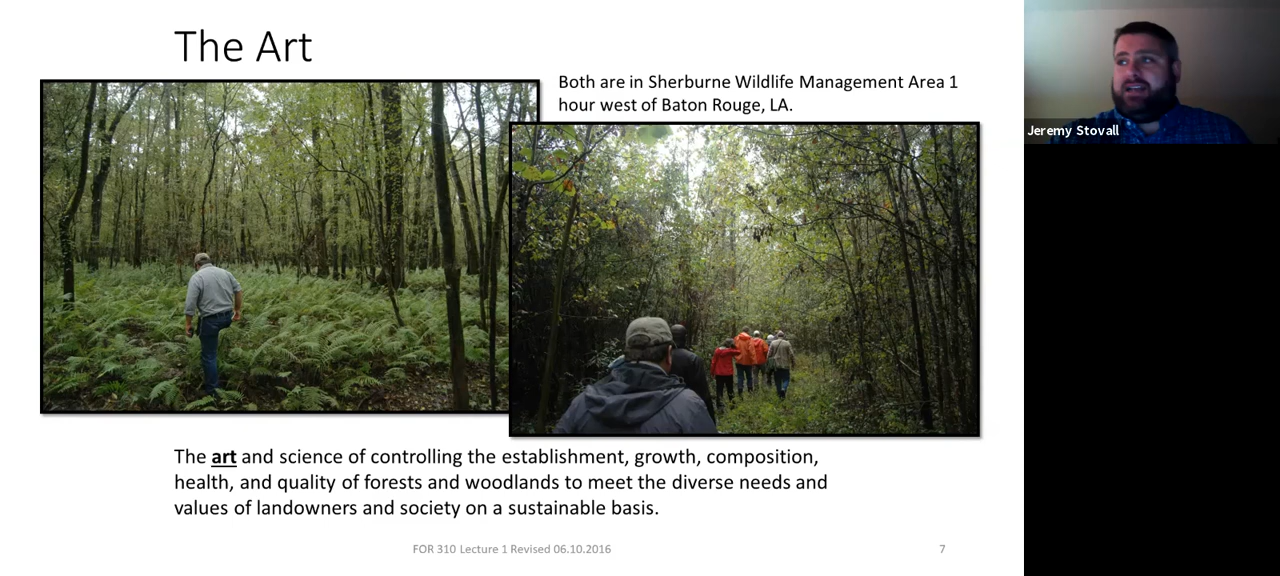 The Art
Both are in Sherburne Wildlife Management Area 1
hour west of Baton Rouge, LA.
Jeremy Stovall
The art and science of controlling the establishment, growth, composition,
health, and quality of forests and woodlands to meet the diverse needs and
values of landowners and society on a sustainable basis.
FOR 310 Lecture 1 Revised 06.10.2016
7